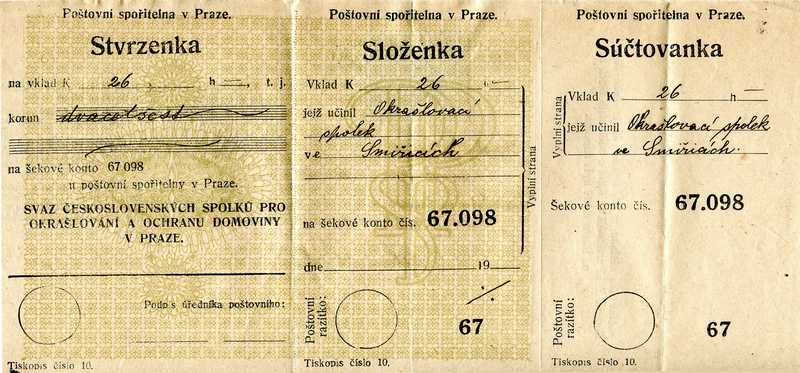 Poštovní spořitelna v Praze.
Stvrzenka
na vklad K 26 h —, t. j.
korun dvacetšest
na šekové konto 67.098
u poštovní spořitelny v Praze.
SVAZ ČESKOSLOVENSKÝCH SPOLKŮ PRO
OKRAŠLOVÁNÍ A OCHRANU DOMOVINY
V PRAZE.
Podpis úředníka poštovního:
Tiskopis číslo 10.
Poštovní spořitelna v Praze.
Složenka
Vklad K 26 —
jejž učinil Okrašlovací
spolek
ve Smiřicích
Vyplní strana
na šekové konto čís. 67.098
dne 19
Poštovní
razítko:
67
Tiskopis číslo 10.
Poštovní spořitelna v Praze.
Súčtovanka
Vklad K 26 h —
jejž učinil Okrašlovací spolek
ve Smiřicích.
Vyplní strana
Šekové konto čís. 67.098
Poštovní
razítko:
67
Tiskopis číslo 10.